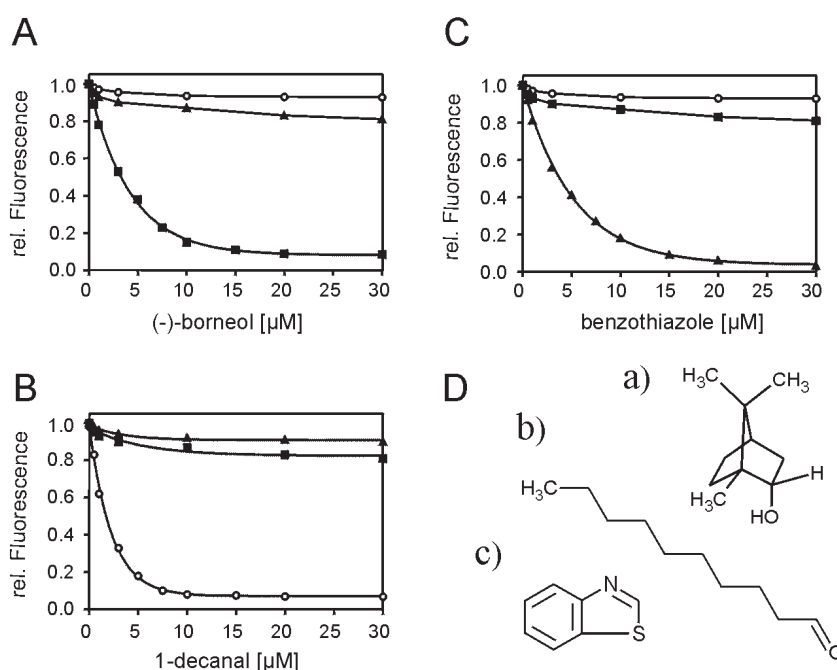 A
1.0
0.8
0.6
0.4
0.2
0.0
rel. Fluorescence
0 5 10 15 20 25 30
(-)-borneol [µM]
C
1.0
0.8
0.6
0.4
0.2
0.0
rel. Fluorescence
0 5 10 15 20 25 30
benzothiazole [µM]
B
1.0
0.8
0.6
0.4
0.2
0.0
rel. Fluorescence
0 5 10 15 20 25 30
1-decanal [µM]
D
a)
H₃C
CH₃
H₃C
H
HO
b)
H₃C
O
c)
N
S